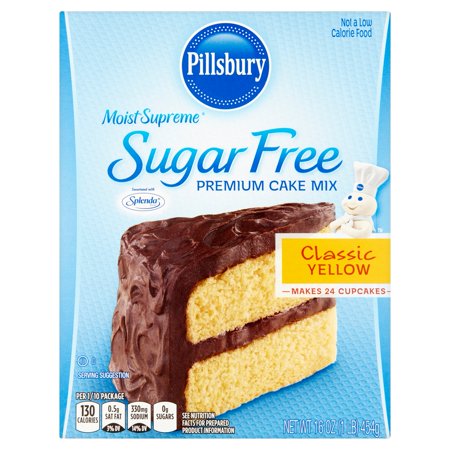 Not a Low
Calorie Food
Pillsbury
Moist Supreme®
Sugar Free
PREMIUM CAKE MIX
Sweetened with
Splenda®
Classic
YELLOW
MAKES 24 CUPCAKES
SERVING SUGGESTION
PER 1/10 PACKAGE
130
CALORIES
0.5g
SAT FAT
3% DV
330mg
SODIUM
14% DV
0g
SUGARS
SEE NUTRITION
FACTS FOR PREPARED
PRODUCT INFORMATION
NET WT 16 OZ (1 LB) 454g